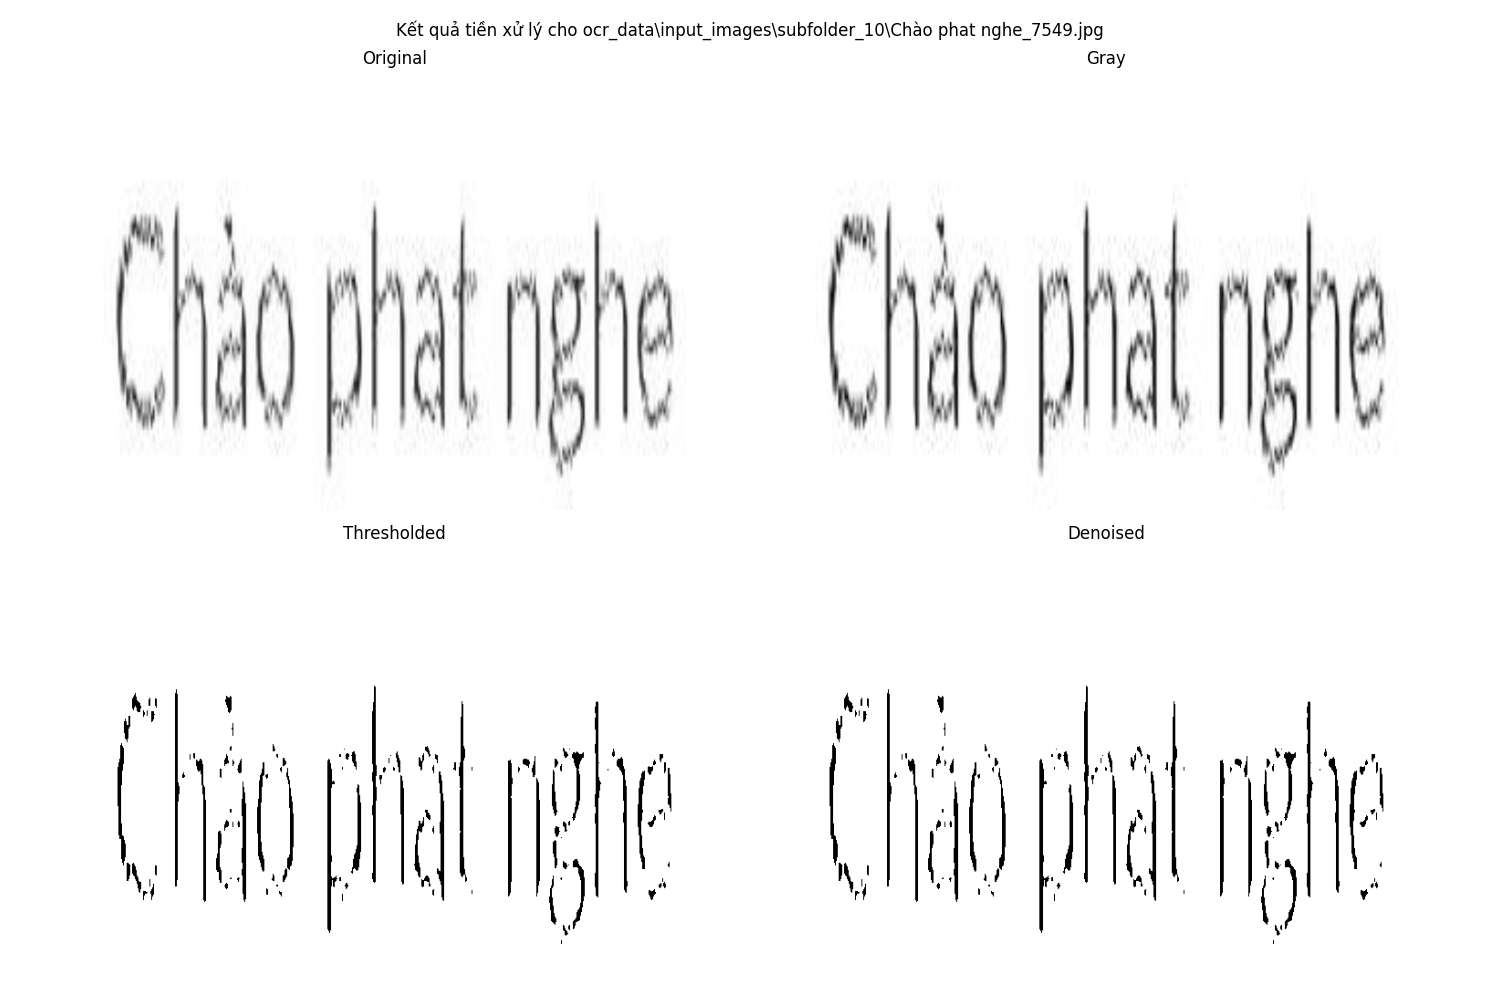 Kết quả tiền xử lý cho ocr_data\input_images\subfolder_10\Chào phat nghe_7549.jpg
Original
Gray
Chào phat nghe
Chào phat nghe
Thresholded
Denoised
Chào phat nghe
Chào phat nghe